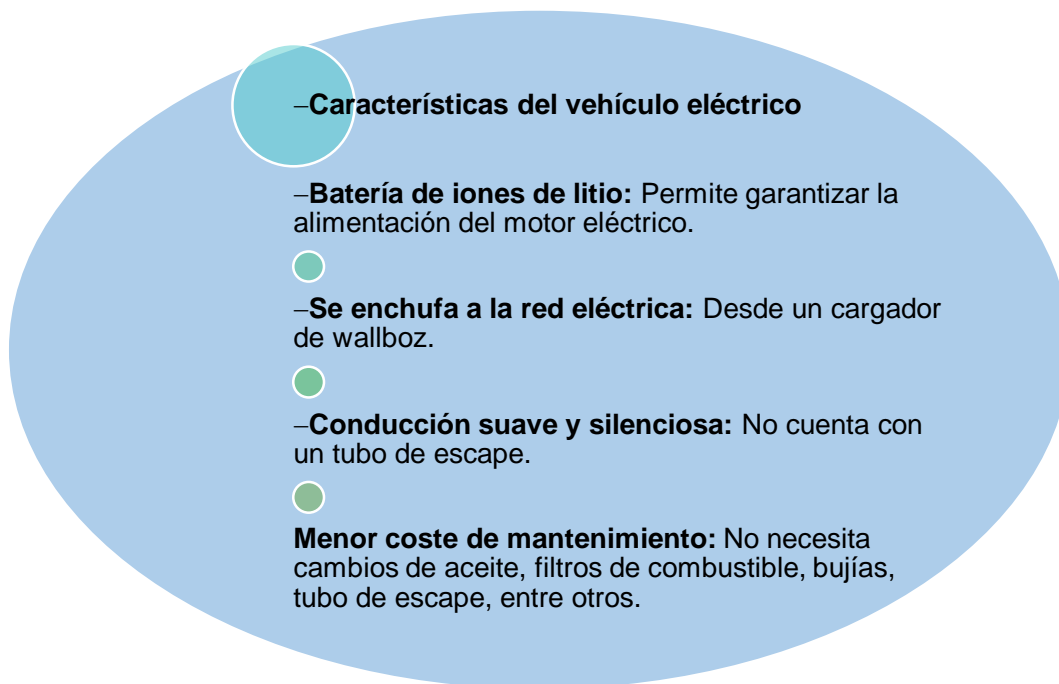 –Características del vehículo eléctrico
–Batería de iones de litio: Permite garantizar la
alimentación del motor eléctrico.
–Se enchufa a la red eléctrica: Desde un cargador
de wallboz.
–Conducción suave y silenciosa: No cuenta con
un tubo de escape.
Menor coste de mantenimiento: No necesita
cambios de aceite, filtros de combustible, bujías,
tubo de escape, entre otros.